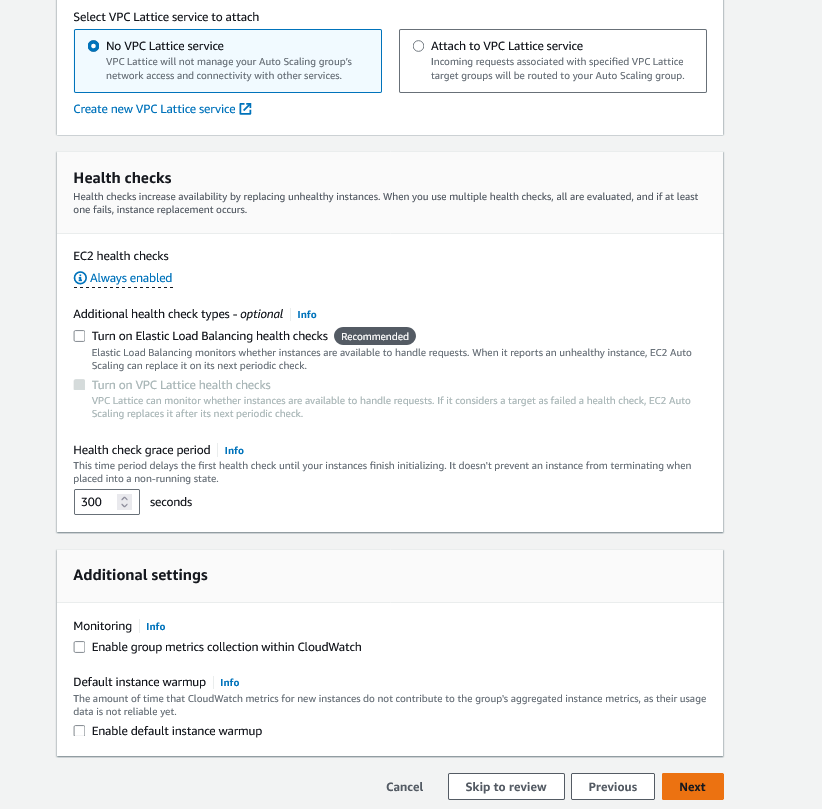 Select VPC Lattice service to attach
No VPC Lattice service
VPC Lattice will not manage your Auto Scaling group's
network access and connectivity with other services.
Attach to VPC Lattice service
Incoming requests associated with specified VPC Lattice
target groups will be routed to your Auto Scaling group.
Create new VPC Lattice service
Health checks
Health checks increase availability by replacing unhealthy instances. When you use multiple health checks, all are evaluated, and if at least
one fails, instance replacement occurs.
EC2 health checks
Always enabled
Additional health check types - optional Info
Turn on Elastic Load Balancing health checks Recommended
Elastic Load Balancing monitors whether instances are available to handle requests. When it reports an unhealthy instance, EC2 Auto
Scaling can replace it on its next periodic check.
Turn on VPC Lattice health checks
VPC Lattice can monitor whether instances are available to handle requests. If it considers a target as failed a health check, EC2 Auto
Scaling replaces it after its next periodic check.
Health check grace period Info
This time period delays the first health check until your instances finish initializing. It doesn't prevent an instance from terminating when
placed into a non-running state.
300 seconds
Additional settings
Monitoring Info
Enable group metrics collection within CloudWatch
Default instance warmup Info
The amount of time that CloudWatch metrics for new instances do not contribute to the group's aggregated instance metrics, as their usage
data is not reliable yet.
Enable default instance warmup
Cancel Skip to review Previous Next